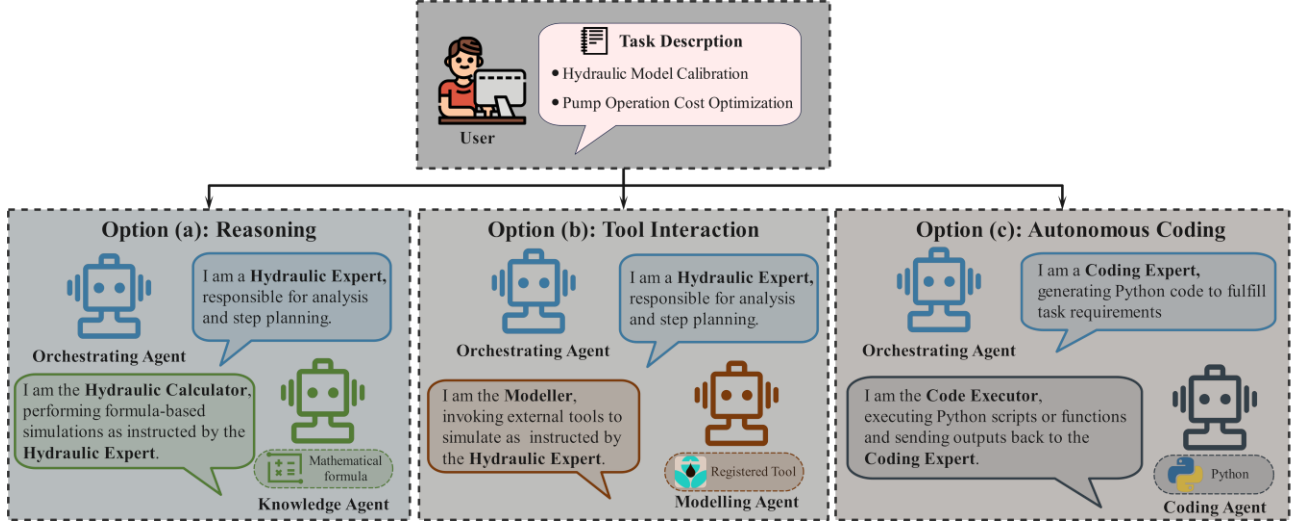 Task Descrption
• Hydraulic Model Calibration
• Pump Operation Cost Optimization
User
Option (a): Reasoning
I am a Hydraulic Expert,
responsible for analysis
and step planning.
Orchestrating Agent
I am the Hydraulic Calculator,
performing formula-based
simulations as instructed by the
Hydraulic Expert.
Mathematical
formula
Knowledge Agent
Option (b): Tool Interaction
I am a Hydraulic Expert,
responsible for analysis
and step planning.
Orchestrating Agent
I am the Modeller,
invoking external tools to
simulate as instructed by
the Hydraulic Expert.
Registered Tool
Modelling Agent
Option (c): Autonomous Coding
I am a Coding Expert,
generating Python code to fulfill
task requirements
Orchestrating Agent
I am the Code Executor,
executing Python scripts or functions
and sending outputs back to the
Coding Expert.
Python
Coding Agent